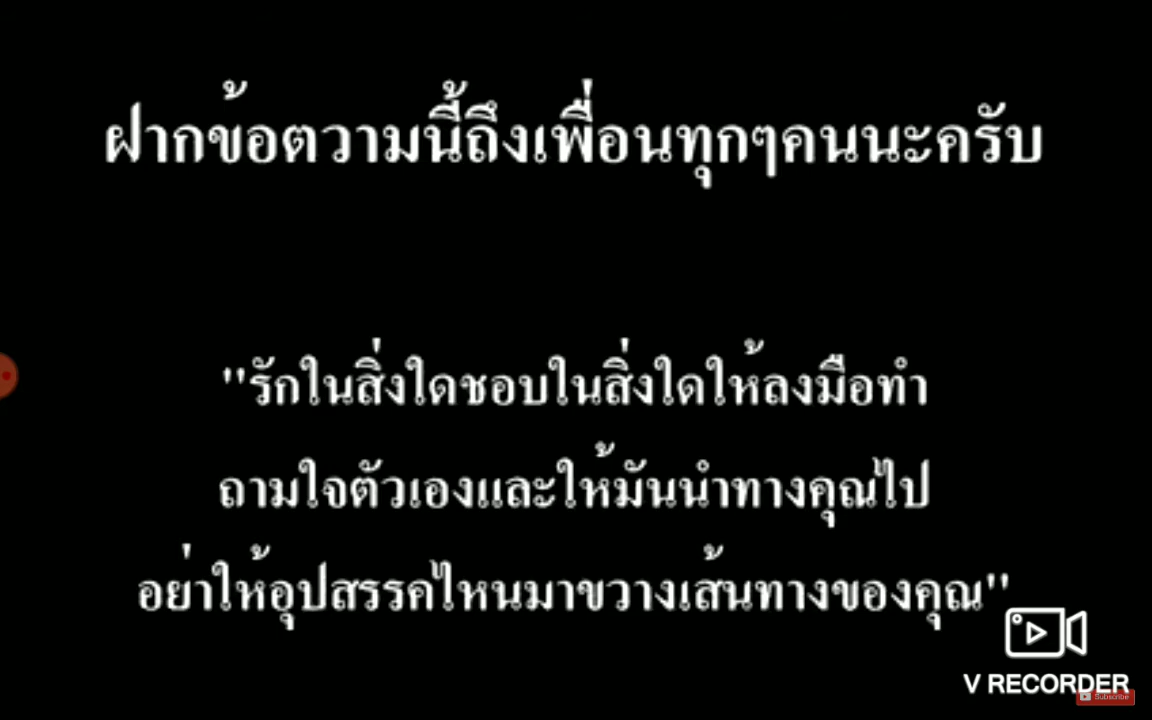 ฝากข้อตวามนี้ถึงเพื่อนทุกๆคนนะครับ
"รักในสิ่งใดชอบในสิ่งใดให้ลงมือทำ
ถามใจตัวเองและให้มันนำทางคุณไป
อย่าให้อุปสรรคไหนมาขวางเส้นทางของคุณ"
V RECORDER
Subscribe